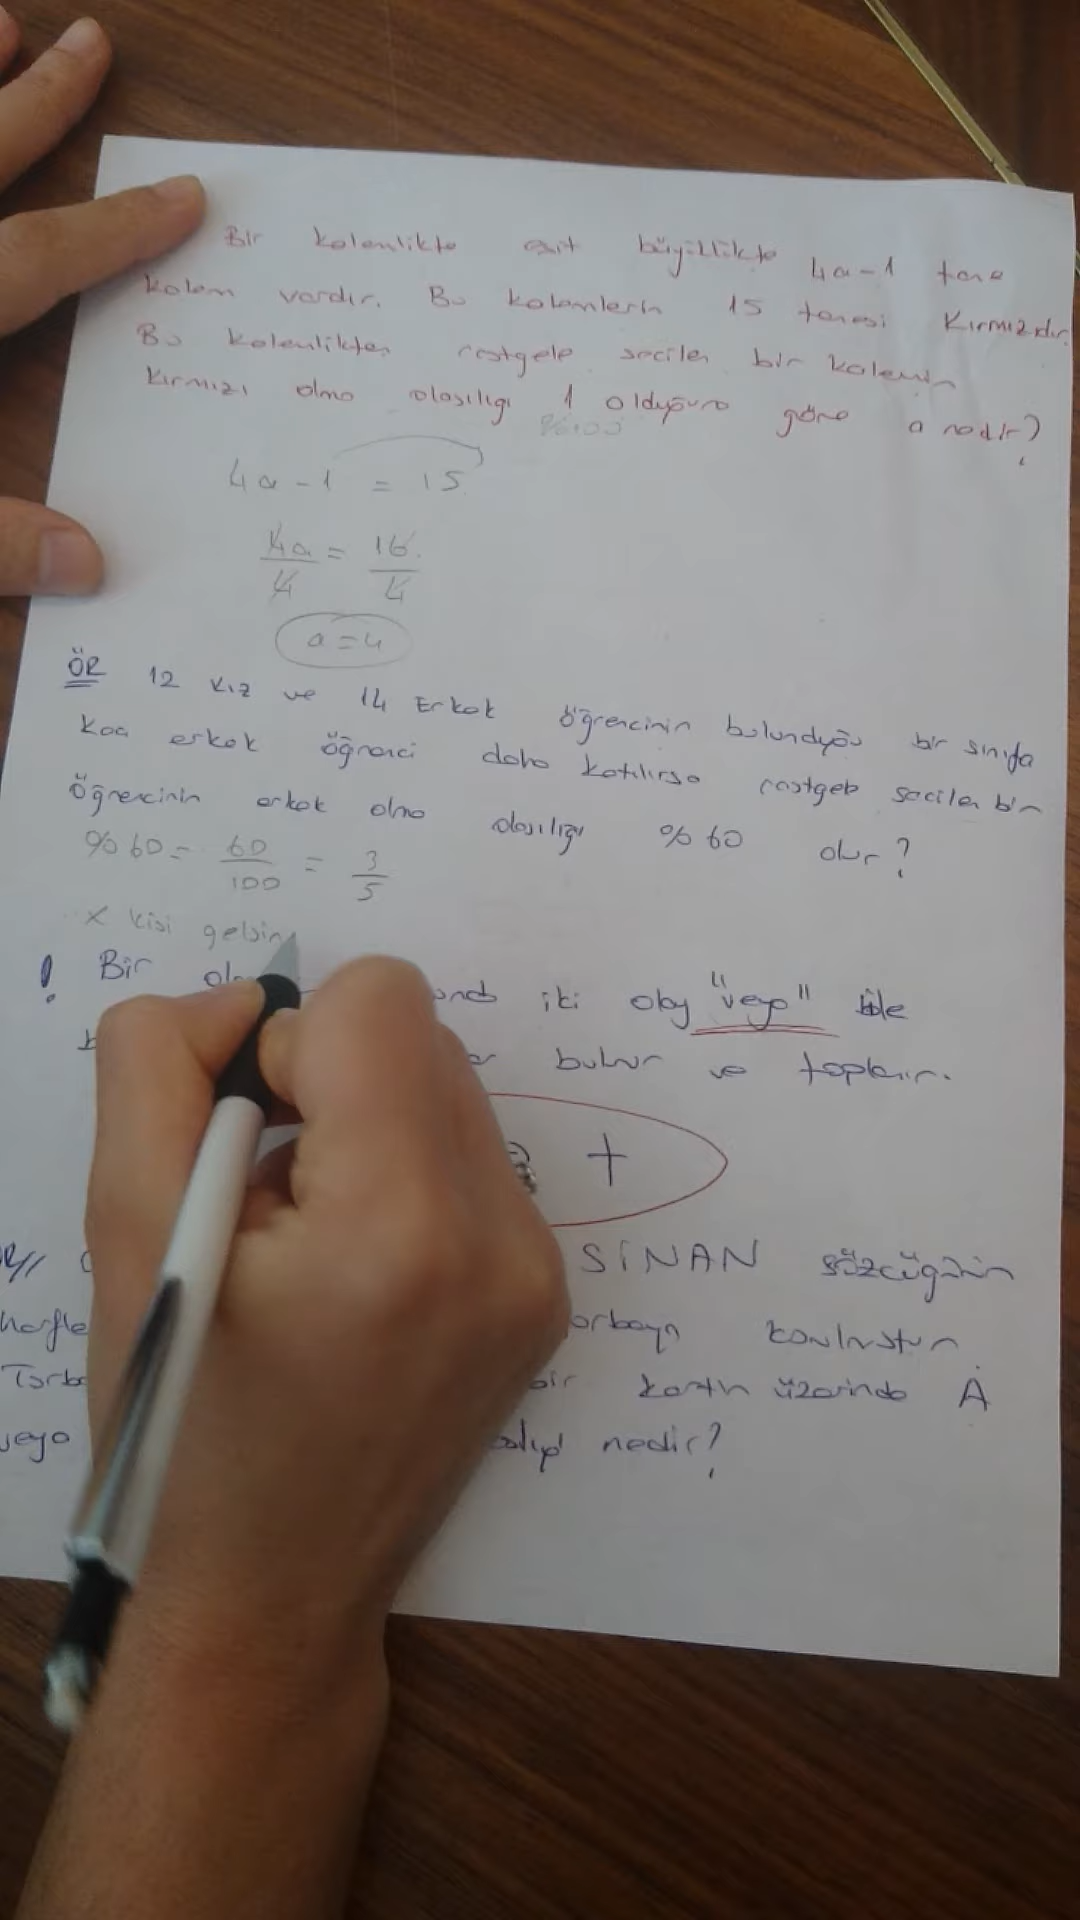 Bir kalemlikte eşit büyüklükte 4a-1 tane
kalem vardır. Bu kalemlerin 15 tanesi Kırmızıdır.
Bu kalemlikten rastgele seçilen bir kalemin
kırmızı olma olasılığı 1 olduğuna göre a nedir?
%100
4a-1 = 15
4a/4 = 16/4
a=4
ÖR 12 Kız ve 14 Erkek öğrencinin bulunduğu bir sınıfa
kaç erkek öğrenci daha katılırsa rastgele seçilen bir
öğrencinin erkek olma olasılığı %60 olur?
%60 = 60/100 = 3/5
x kişi gelsin
! Bir iki olay "veya" ile
bulunur ve toplanır.
+
SİNAN sözcüğünün
konulmuştur.
bir kartın üzerinde A
veya nedir?